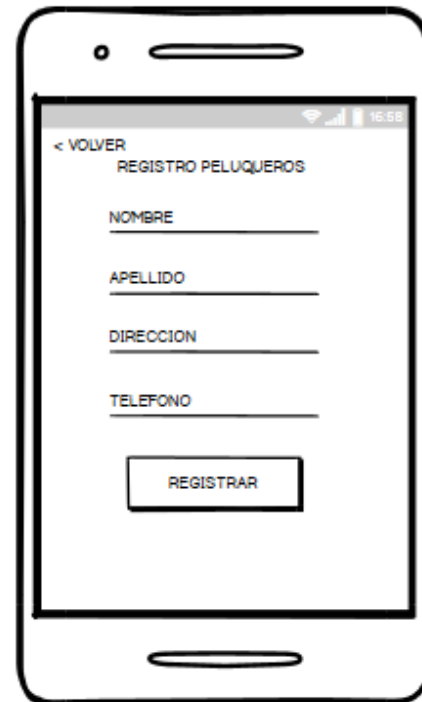 16:58
< VOLVER
REGISTRO PELUQUEROS
NOMBRE
APELLIDO
DIRECCION
TELEFONO
REGISTRAR